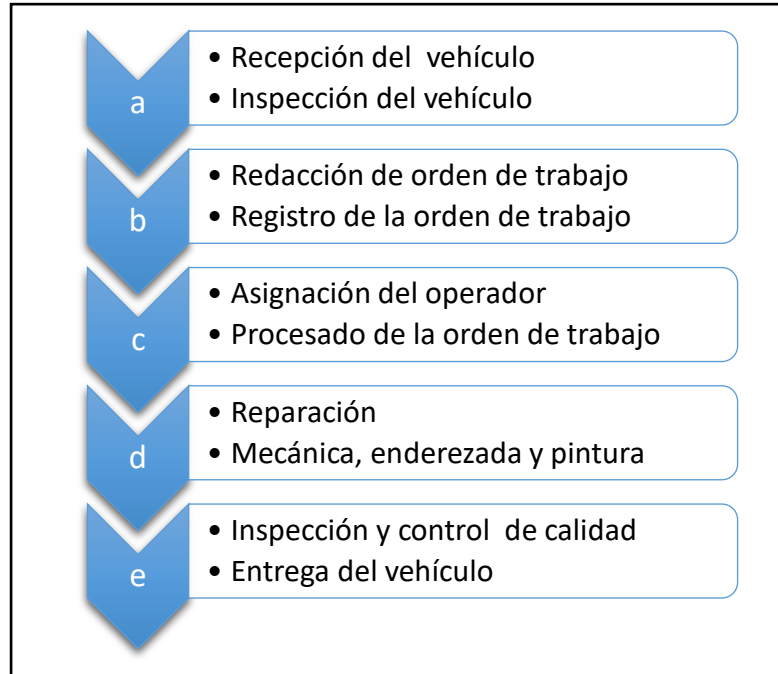 a
• Recepción del vehículo
• Inspección del vehículo
b
• Redacción de orden de trabajo
• Registro de la orden de trabajo
c
• Asignación del operador
• Procesado de la orden de trabajo
d
• Reparación
• Mecánica, enderezada y pintura
e
• Inspección y control de calidad
• Entrega del vehículo